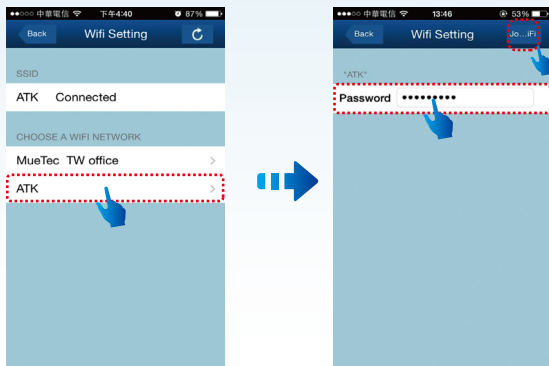 中華電信 下午4:40 87%
Back Wifi Setting
SSID
ATK Connected
CHOOSE A WIFI NETWORK
MueTec TW office
ATK
中華電信 13:46 53%
Back Wifi Setting Jo...iFi
"ATK"
Password •••••••••